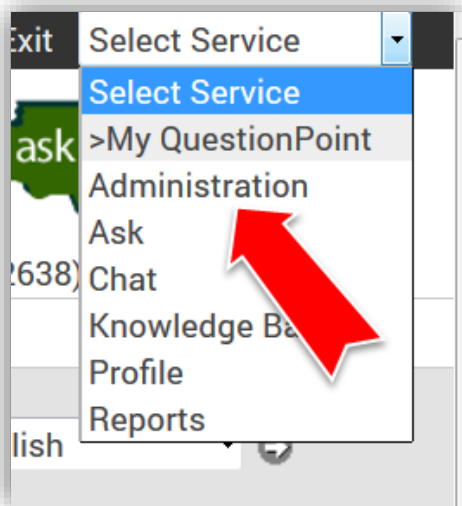 Exit Select Service
Select Service
ask >My QuestionPoint
Administration
Ask
2638) Chat
Knowledge Ba
Profile
Reports
lish